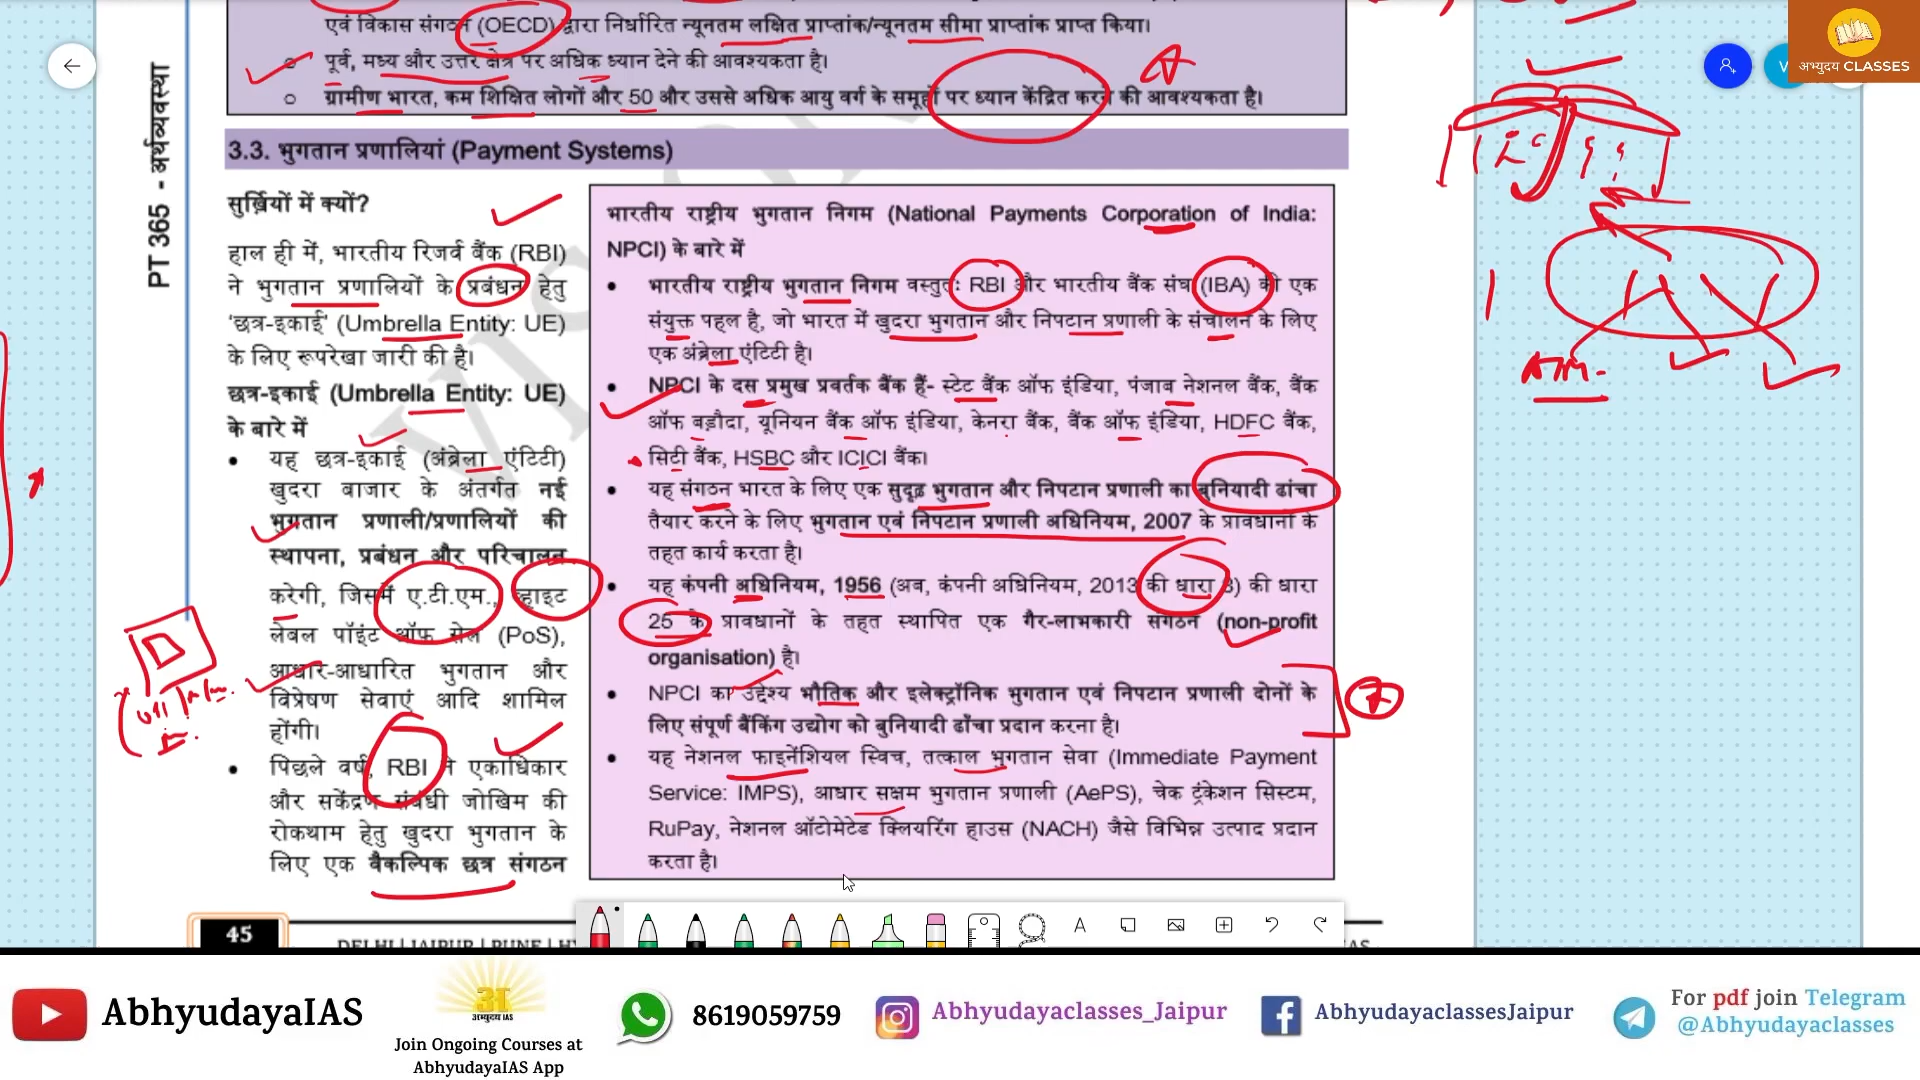 एवं विकास संगठन (OECD) द्वारा निर्धारित न्यूनतम लक्षित प्राप्तांक/न्यूनतम सीमा प्राप्तांक प्राप्त किया।
पूर्व, मध्य और उत्तर क्षेत्र पर अधिक ध्यान देने की आवश्यकता है।
ग्रामीण भारत, कम शिक्षित लोगों और 50 और उससे अधिक आयु वर्ग के समूहों पर ध्यान केंद्रित करने की आवश्यकता है।
अभ्युदय CLASSES
PT 365 - अर्थव्यवस्था
3.3. भुगतान प्रणालियां (Payment Systems)
सुर्ख़ियों में क्यों?
हाल ही में, भारतीय रिजर्व बैंक (RBI)
ने भुगतान प्रणालियों के प्रबंधन हेतु
'छत्र-इकाई' (Umbrella Entity: UE)
के लिए रूपरेखा जारी की है।
छत्र-इकाई (Umbrella Entity: UE)
के बारे में
• यह छत्र-इकाई (अंब्रेला एंटिटी)
खुदरा बाजार के अंतर्गत नई
भुगतान प्रणाली/प्रणालियों की
स्थापना, प्रबंधन और परिचालन
करेगी, जिसमें ए.टी.एम., व्हाइट
लेबल पॉइंट ऑफ सेल (PoS),
आधार-आधारित भुगतान और
विप्रेषण सेवाएं आदि शामिल
होंगी।
• पिछले वर्ष, RBI ने एकाधिकार
और सकेंद्रण संबंधी जोखिम की
रोकथाम हेतु खुदरा भुगतान के
लिए एक वैकल्पिक छत्र संगठन
भारतीय राष्ट्रीय भुगतान निगम (National Payments Corporation of India:
NPCI) के बारे में
• भारतीय राष्ट्रीय भुगतान निगम वस्तुतः RBI और भारतीय बैंक संघ (IBA) की एक
संयुक्त पहल है, जो भारत में खुदरा भुगतान और निपटान प्रणाली के संचालन के लिए
एक अंब्रेला एंटिटी है।
• NPCI के दस प्रमुख प्रवर्तक बैंक हैं- स्टेट बैंक ऑफ इंडिया, पंजाब नेशनल बैंक, बैंक
ऑफ बड़ौदा, यूनियन बैंक ऑफ इंडिया, केनरा बैंक, बैंक ऑफ इंडिया, HDFC बैंक,
सिटी बैंक, HSBC और ICICI बैंक।
• यह संगठन भारत के लिए एक सुदृढ़ भुगतान और निपटान प्रणाली का बुनियादी ढांचा
तैयार करने के लिए भुगतान एवं निपटान प्रणाली अधिनियम, 2007 के प्रावधानों के
तहत कार्य करता है।
• यह कंपनी अधिनियम, 1956 (अब, कंपनी अधिनियम, 2013 की धारा 8) की धारा
25 के प्रावधानों के तहत स्थापित एक गैर-लाभकारी संगठन (non-profit
organisation) है।
• NPCI का उद्देश्य भौतिक और इलेक्ट्रॉनिक भुगतान एवं निपटान प्रणाली दोनों के
लिए संपूर्ण बैंकिंग उद्योग को बुनियादी ढाँचा प्रदान करना है।
• यह नेशनल फाइनेंशियल स्विच, तत्काल भुगतान सेवा (Immediate Payment
Service: IMPS), आधार सक्षम भुगतान प्रणाली (AePS), चेक ट्रंकेशन सिस्टम,
RuPay, नेशनल ऑटोमेटेड क्लियरिंग हाउस (NACH) जैसे विभिन्न उत्पाद प्रदान
करता है।
45
AbhyudayaIAS
अभ्युदय IAS
Join Ongoing Courses at
AbhyudayaIAS App
8619059759
Abhyudayaclasses_Jaipur
AbhyudayaclassesJaipur
For pdf join Telegram
@Abhyudayaclasses